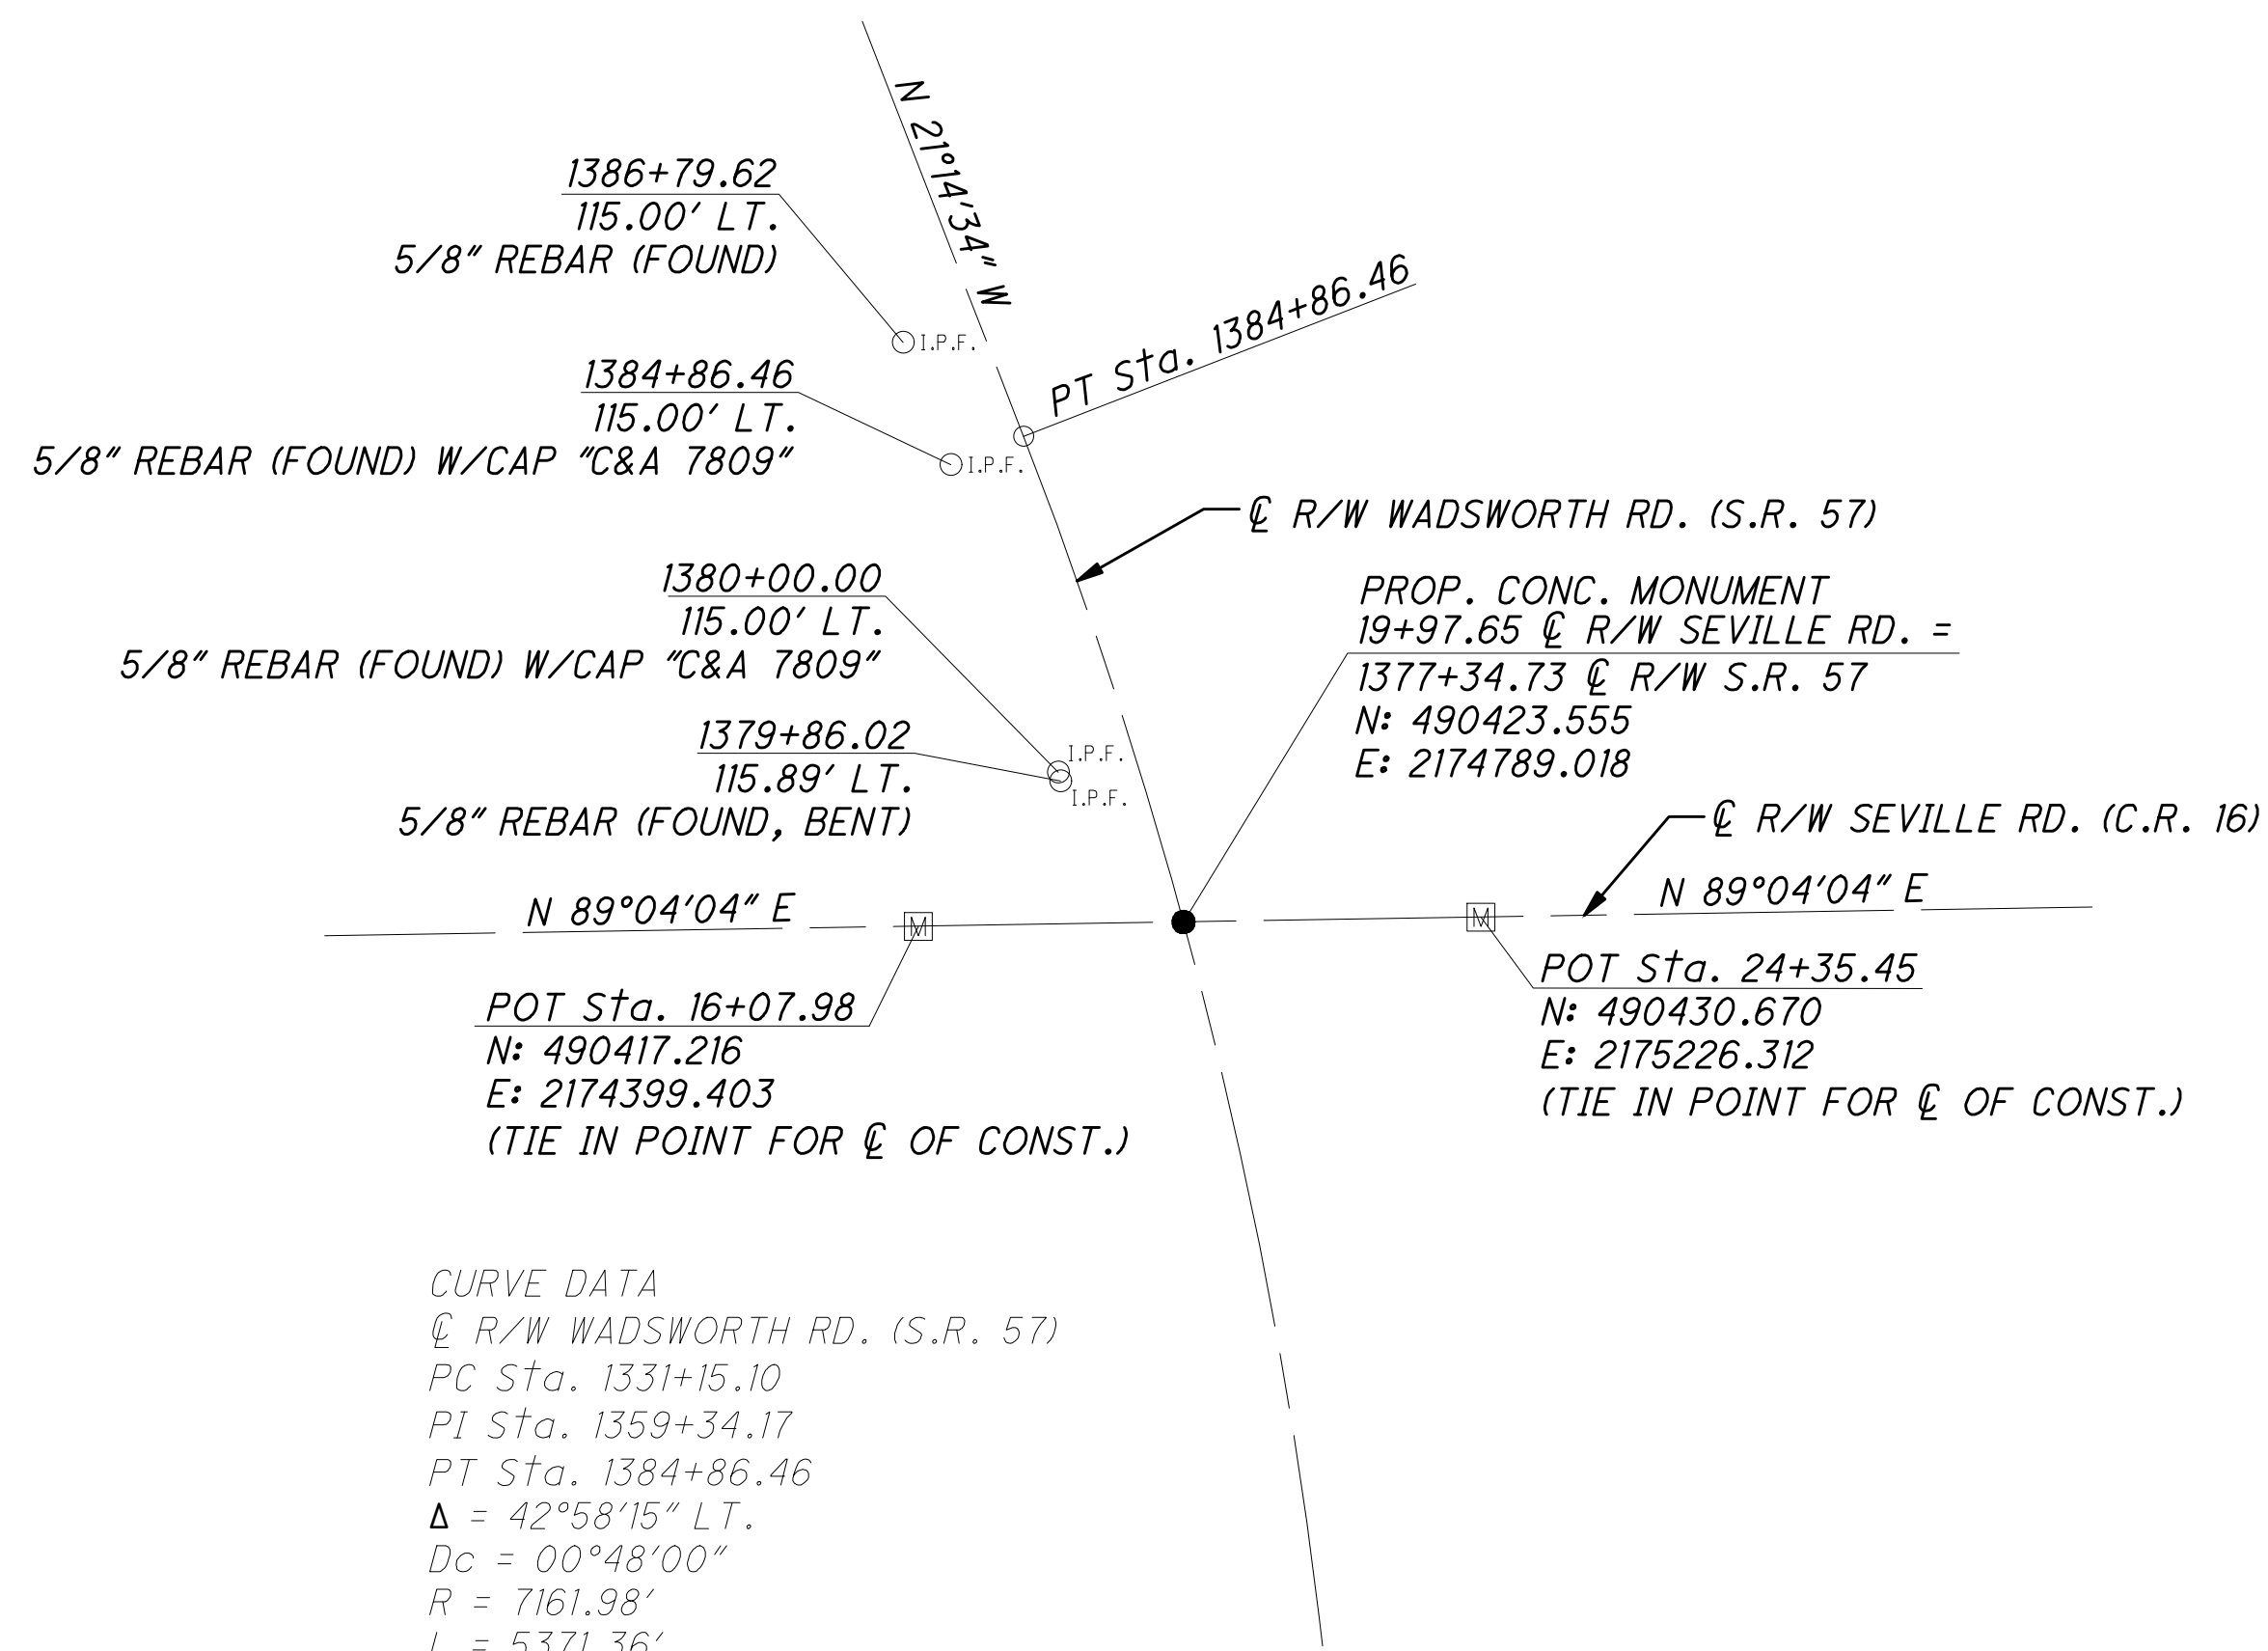 N 21°14'34" W
1386+79.62
115.00' LT.
5/8" REBAR (FOUND)
I.P.F.
PT Sta. 1384+86.46
1384+86.46
115.00' LT.
5/8" REBAR (FOUND) W/CAP "C&A 7809"
I.P.F.
℄ R/W WADSWORTH RD. (S.R. 57)
1380+00.00
115.00' LT.
5/8" REBAR (FOUND) W/CAP "C&A 7809"
I.P.F.
PROP. CONC. MONUMENT
19+97.65 ℄ R/W SEVILLE RD. =
1377+34.73 ℄ R/W S.R. 57
N: 490423.555
E: 2174789.018
1379+86.02
115.89' LT.
5/8" REBAR (FOUND, BENT)
I.P.F.
℄ R/W SEVILLE RD. (C.R. 16)
N 89°04'04" E
N 89°04'04" E
M
M
POT Sta. 16+07.98
N: 490417.216
E: 2174399.403
(TIE IN POINT FOR ℄ OF CONST.)
POT Sta. 24+35.45
N: 490430.670
E: 2175226.312
(TIE IN POINT FOR ℄ OF CONST.)
CURVE DATA
℄ R/W WADSWORTH RD. (S.R. 57)
PC Sta. 1331+15.10
PI Sta. 1359+34.17
PT Sta. 1384+86.46
Δ = 42°58'15" LT.
Dc = 00°48'00"
R = 7161.98'
L = 5371.36'